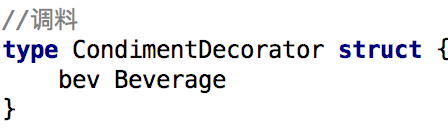 //调料
type CondimentDecorator struct {
    bev Beverage
}